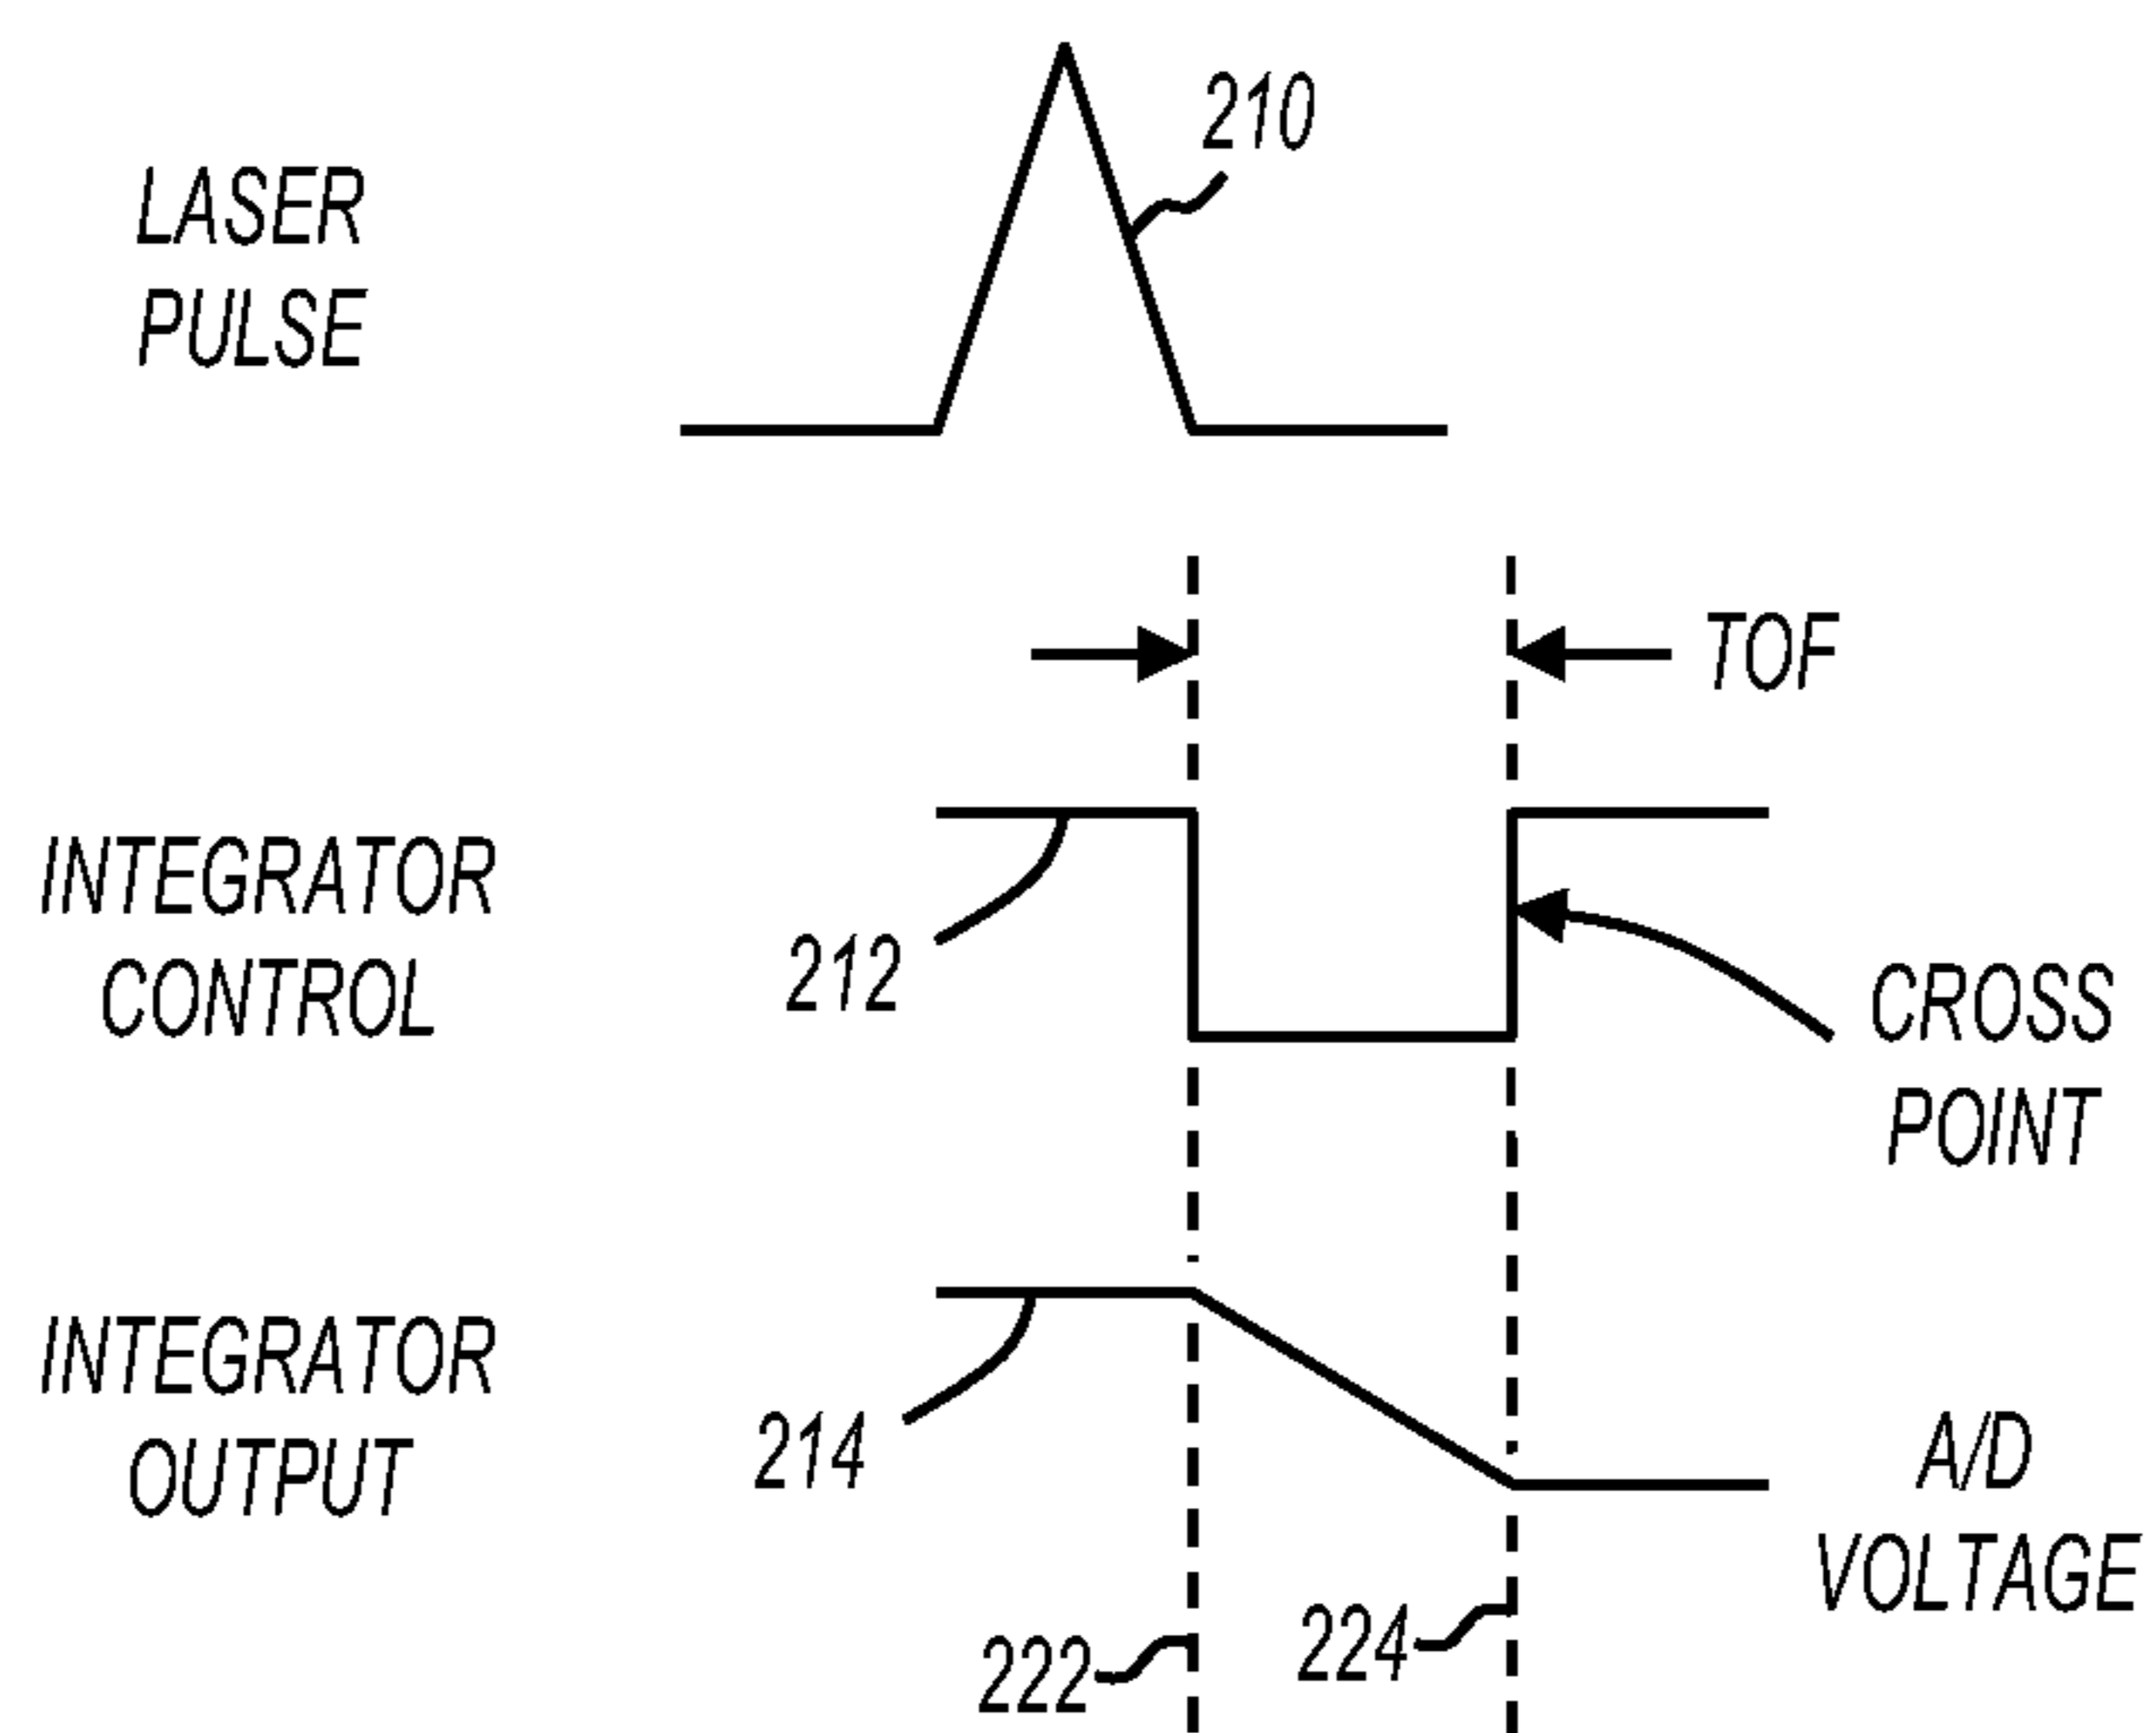 LASER
PULSE
210
TOF
INTEGRATOR
CONTROL
212
CROSS
POINT
INTEGRATOR
OUTPUT
214
A/D
VOLTAGE
222
224